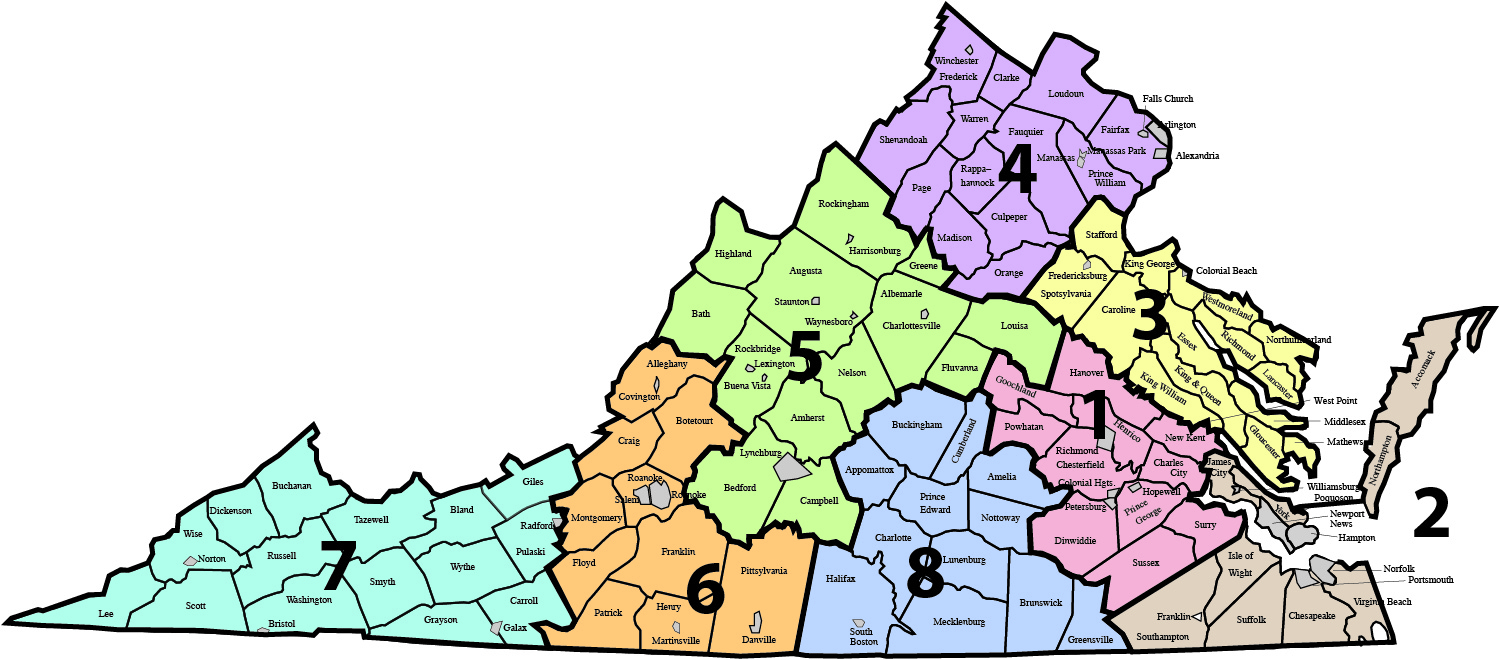 Winchester
Frederick
Clarke
Loudoun
Falls Church
Warren
Fauquier
Fairfax
Arlington
Shenandoah
Manassas
Manassas Park
Alexandria
Rappa–
hannock
4
Page
Prince
William
Culpeper
Madison
Orange
Rockingham
Harrisonburg
Highland
Augusta
Greene
Staunton
Albemarle
Bath
Waynesboro
Charlottesville
Louisa
Rockbridge
5
Lexington
Buena Vista
Nelson
Fluvanna
Amherst
Lynchburg
Bedford
Campbell
Stafford
Fredericksburg
King George
Colonial Beach
Spotsylvania
Caroline
3
Westmoreland
Essex
Richmond
Northumberland
Lancaster
King & Queen
King William
West Point
Middlesex
Gloucester
Mathews
Hanover
Goochland
1
Powhatan
Henrico
New Kent
Richmond
Chesterfield
Charles
City
Colonial Hgts.
Hopewell
Petersburg
Prince
George
Dinwiddie
Surry
Sussex
Accomack
Northampton
2
James
City
Williamsburg
Poquoson
York
Newport
News
Hampton
Isle of
Wight
Norfolk
Portsmouth
Franklin
Suffolk
Chesapeake
Virginia Beach
Southampton
Alleghany
Covington
Botetourt
Craig
Roanoke
Salem
Roanoke
Montgomery
Franklin
Floyd
6
Pittsylvania
Patrick
Henry
Martinsville
Danville
Buckingham
Cumberland
Appomattox
Amelia
Prince
Edward
Nottoway
Charlotte
8
Lunenburg
Halifax
Brunswick
Mecklenburg
South
Boston
Greensville
Buchanan
Giles
Dickenson
Bland
Tazewell
Radford
Wise
Norton
Russell
7
Pulaski
Wythe
Smyth
Lee
Scott
Washington
Carroll
Bristol
Grayson
Galax